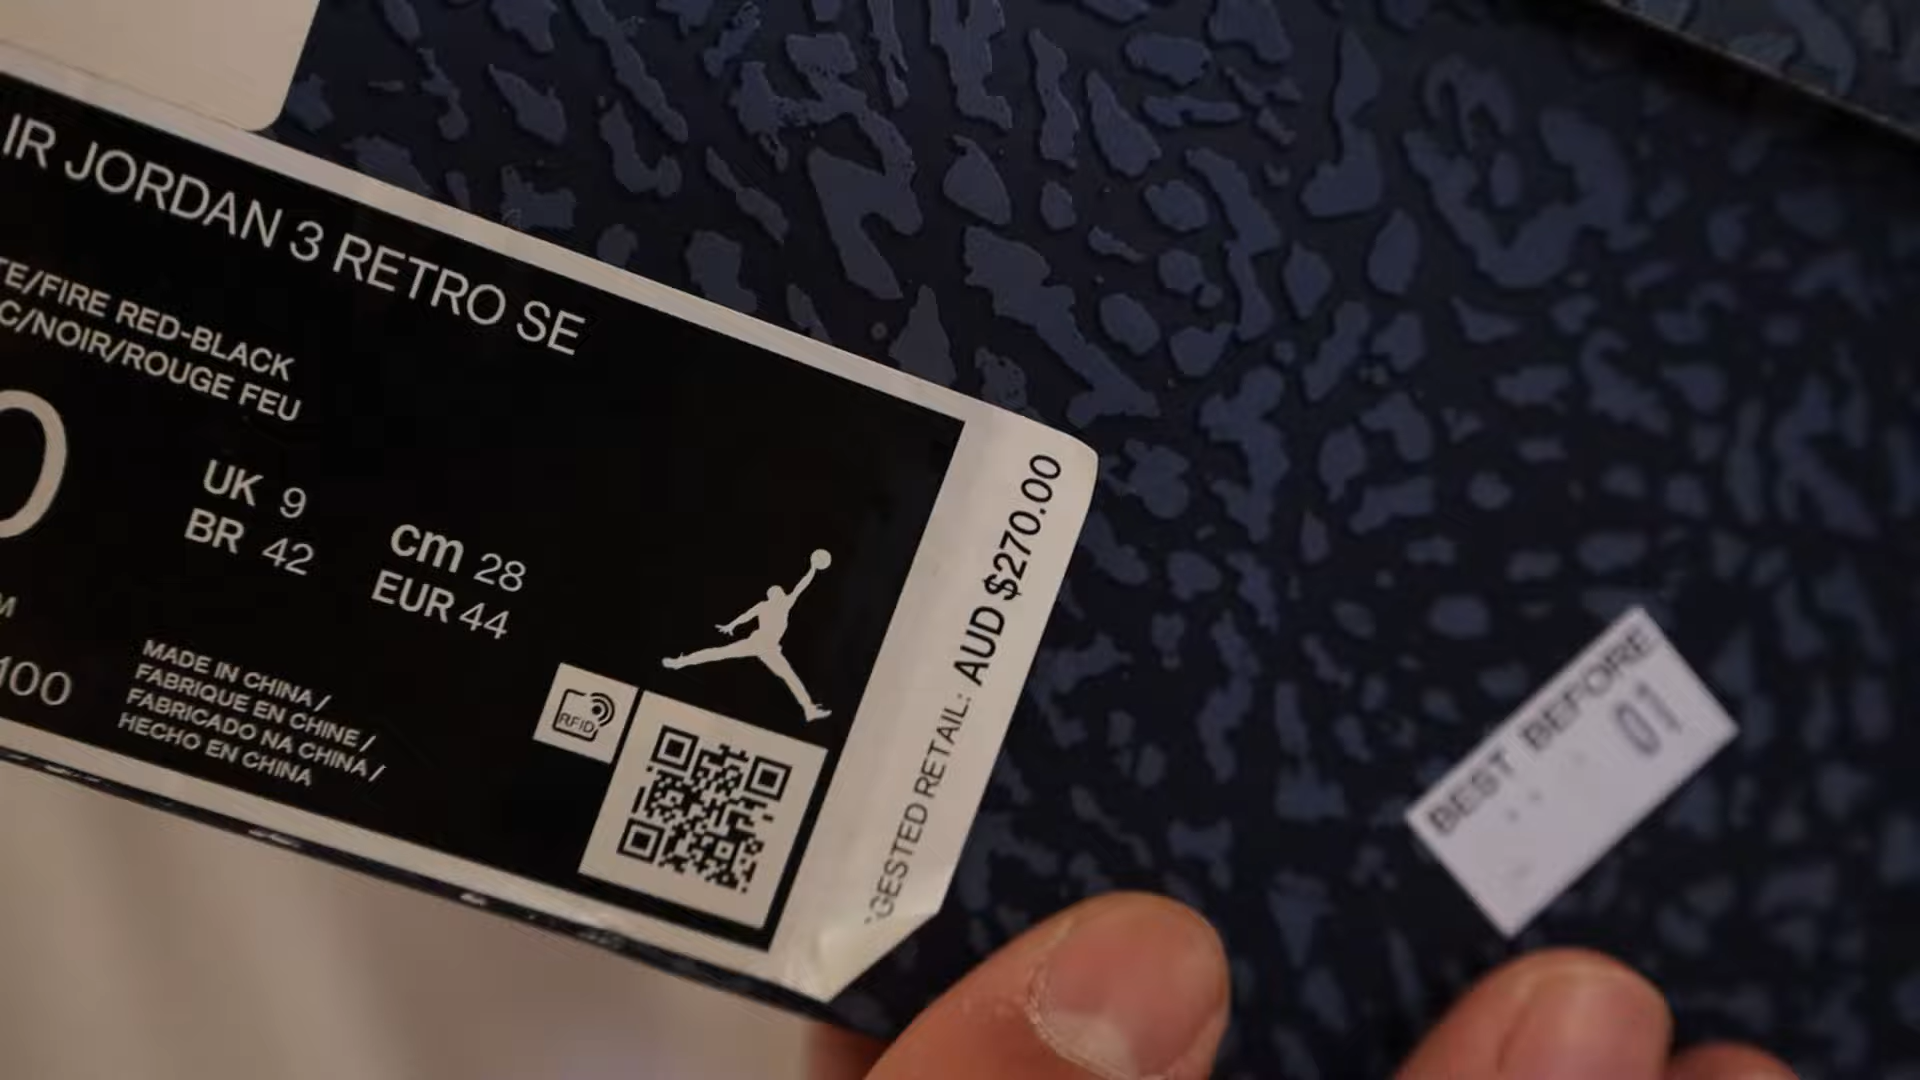 IR JORDAN 3 RETRO SE
TE/FIRE RED-BLACK
C/NOIR/ROUGE FEU
0
UK 9
BR 42
cm 28
EUR 44
M
100
MADE IN CHINA /
FABRIQUE EN CHINE /
FABRICADO NA CHINA /
HECHO EN CHINA
RFID
GESTED RETAIL: AUD $270.00
BEST BEFORE
01